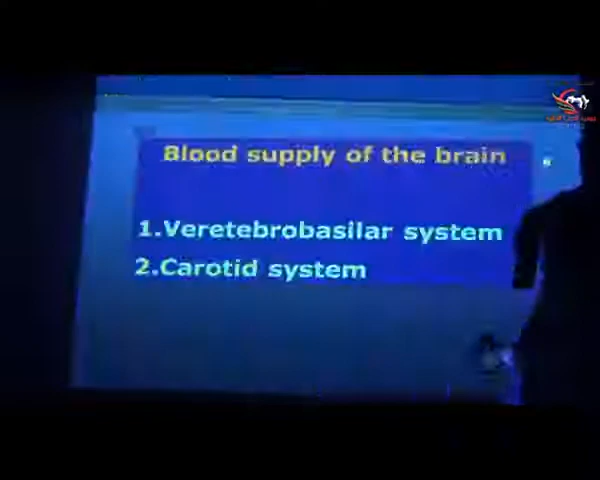 Blood supply of the brain
1.Veretebrobasilar system
2.Carotid system